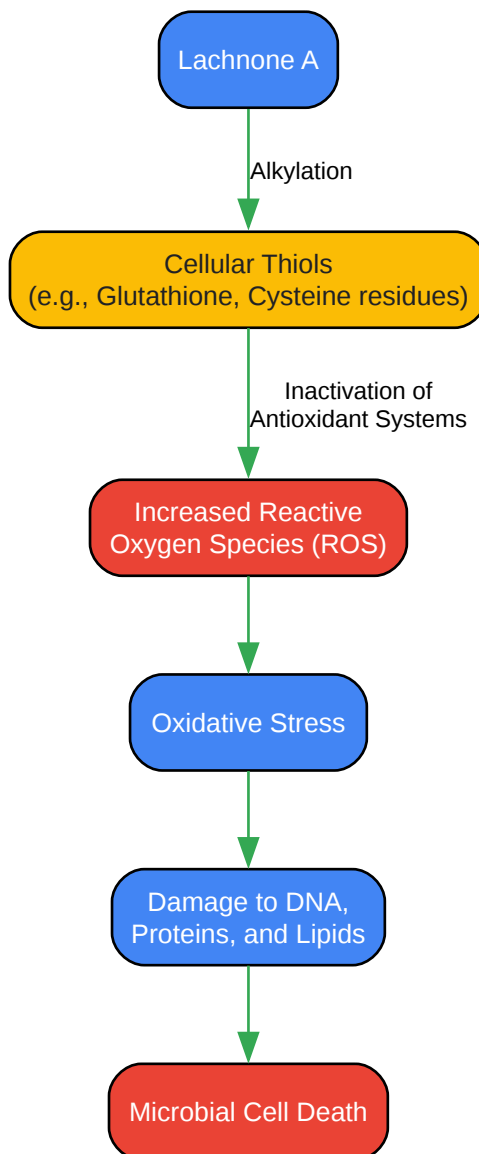 Lachnone A
Alkylation
Cellular Thiols
(e.g., Glutathione, Cysteine residues)
Inactivation of
Antioxidant Systems
Increased Reactive
Oxygen Species (ROS)
Oxidative Stress
Damage to DNA,
Proteins, and Lipids
Microbial Cell Death